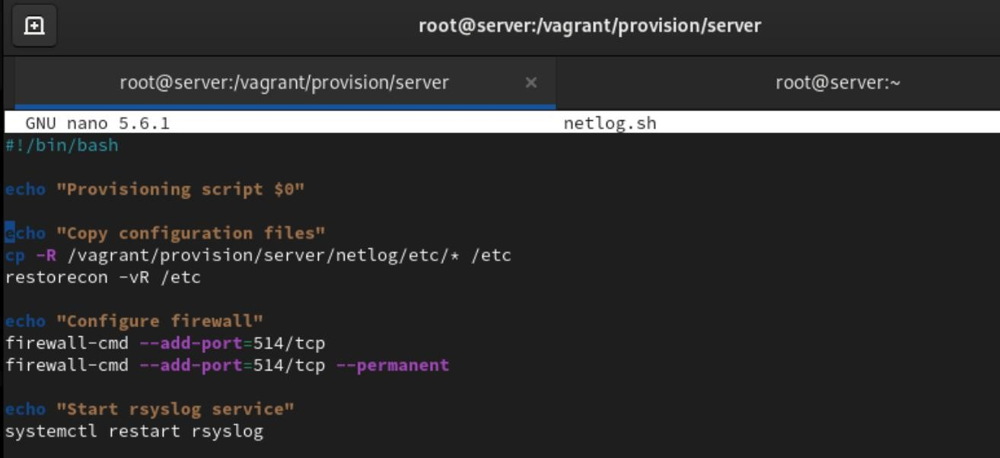 root@server:/vagrant/provision/server
root@server:/vagrant/provision/server × root@server:~
GNU nano 5.6.1 netlog.sh
#!/bin/bash
echo "Provisioning script $0"
echo "Copy configuration files"
cp -R /vagrant/provision/server/netlog/etc/* /etc
restorecon -vR /etc
echo "Configure firewall"
firewall-cmd --add-port=514/tcp
firewall-cmd --add-port=514/tcp --permanent
echo "Start rsyslog service"
systemctl restart rsyslog